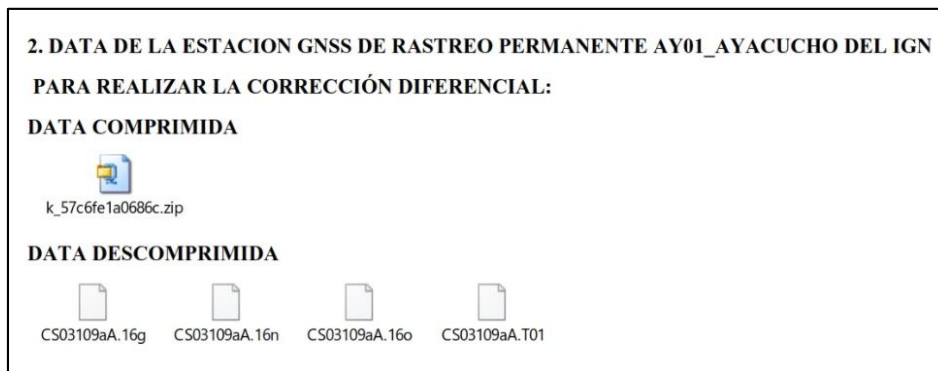 2. DATA DE LA ESTACION GNSS DE RASTREO PERMANENTE AY01_AYACUCHO DEL IGN
PARA REALIZAR LA CORRECCIÓN DIFERENCIAL:
DATA COMPRIMIDA
k_57c6fe1a0686c.zip
DATA DESCOMPRIMIDA
CS03109aA.16g CS03109aA.16n CS03109aA.16o CS03109aA.T01